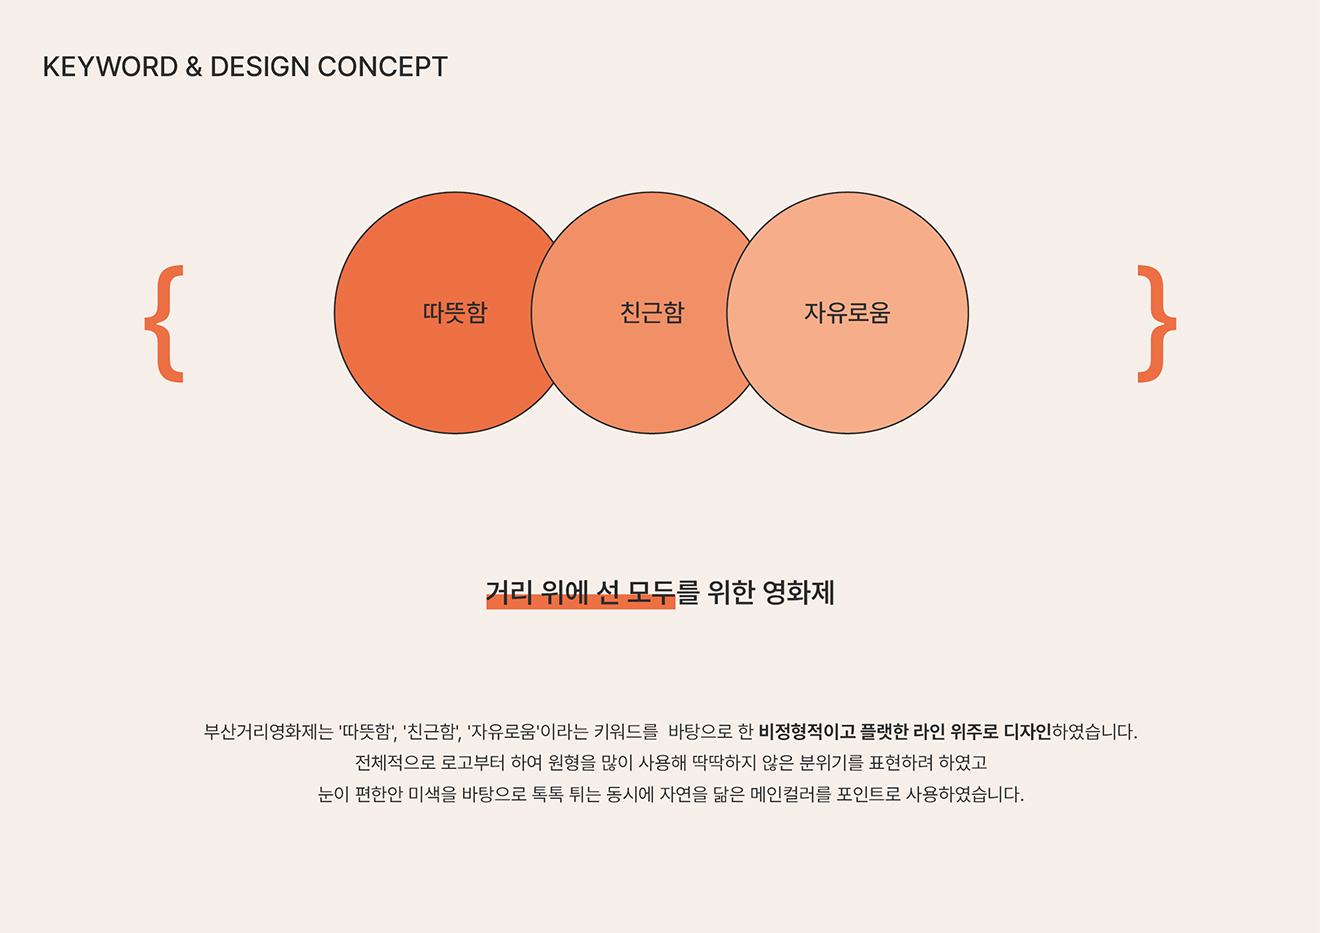 KEYWORD & DESIGN CONCEPT
{ 따뜻함 친근함 자유로움 }
거리 위에 선 모두를 위한 영화제
부산거리영화제는 '따뜻함', '친근함', '자유로움'이라는 키워드를 바탕으로 한 비정형적이고 플랫한 라인 위주로 디자인하였습니다.
전체적으로 로고부터 하여 원형을 많이 사용해 딱딱하지 않은 분위기를 표현하려 하였고
눈이 편한안 미색을 바탕으로 톡톡 튀는 동시에 자연을 닮은 메인컬러를 포인트로 사용하였습니다.